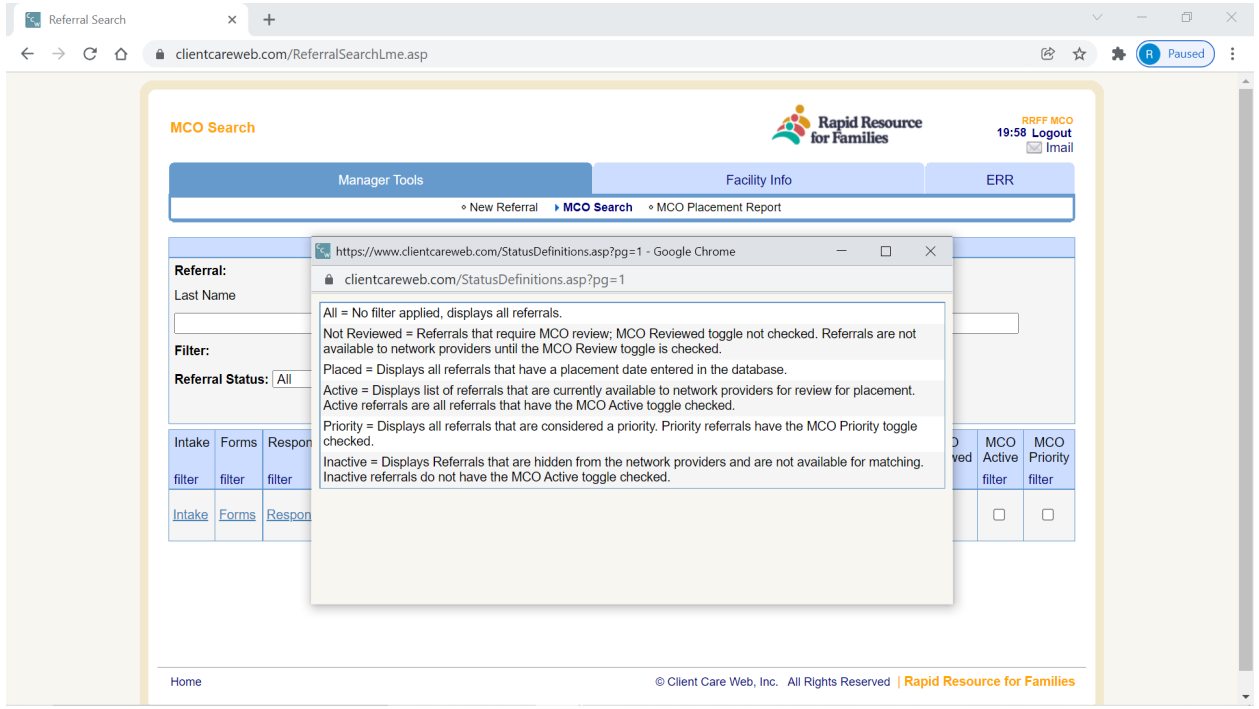 Referral Search
clientcareweb.com/ReferralSearchLme.asp
R Paused
MCO Search
Rapid Resource
for Families
RRFF MCO
19:58 Logout
Imail
Manager Tools Facility Info ERR
New Referral MCO Search MCO Placement Report
https://www.clientcareweb.com/StatusDefinitions.asp?pg=1 - Google Chrome
clientcareweb.com/StatusDefinitions.asp?pg=1
All = No filter applied, displays all referrals.
Not Reviewed = Referrals that require MCO review; MCO Reviewed toggle not checked. Referrals are not
available to network providers until the MCO Review toggle is checked.
Placed = Displays all referrals that have a placement date entered in the database.
Active = Displays list of referrals that are currently available to network providers for review for placement.
Active referrals are all referrals that have the MCO Active toggle checked.
Priority = Displays all referrals that are considered a priority. Priority referrals have the MCO Priority toggle
checked.
Inactive = Displays Referrals that are hidden from the network providers and are not available for matching.
Inactive referrals do not have the MCO Active toggle checked.
Referral:
Last Name
Filter:
Referral Status: All
Intake Forms Respon MCO MCO
ved Active Priority
filter filter filter filter filter
Intake Forms Respon
Home © Client Care Web, Inc. All Rights Reserved | Rapid Resource for Families